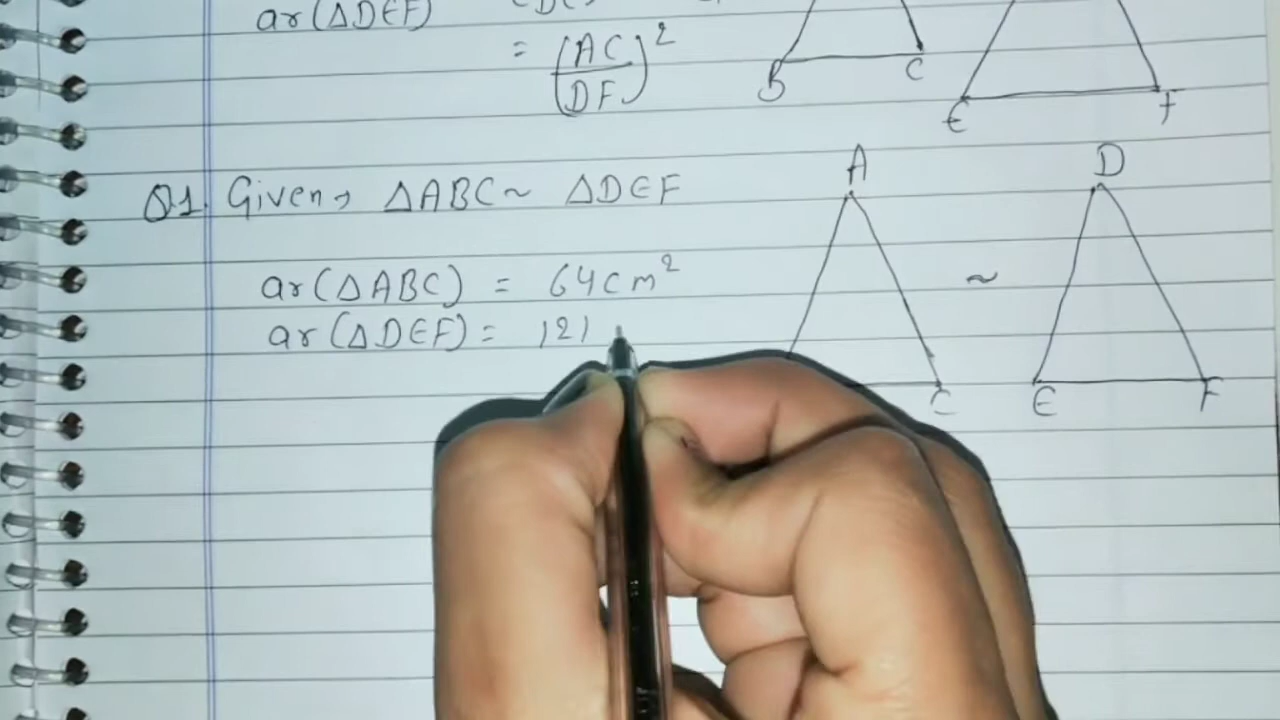 ar(ΔDEF)
= (AC/DF)²
B C
E F
Q1. Given → ΔABC ~ ΔDEF
A D
ar(ΔABC) = 64cm²
~
ar(ΔDEF) = 121
C E F